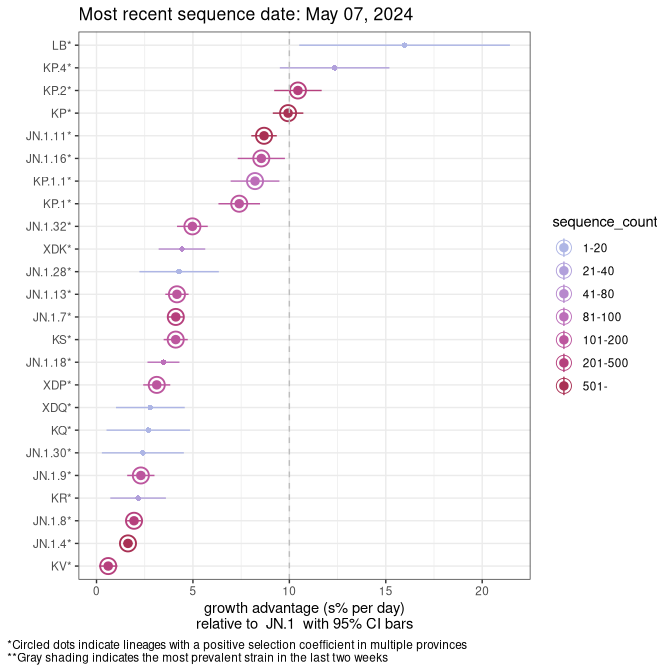 Most recent sequence date: May 07, 2024
LB*
KP.4*
KP.2*
KP*
JN.1.11*
JN.1.16*
KP.1.1*
KP.1*
JN.1.32*
XDK*
JN.1.28*
JN.1.13*
JN.1.7*
KS*
JN.1.18*
XDP*
XDQ*
KQ*
JN.1.30*
JN.1.9*
KR*
JN.1.8*
JN.1.4*
KV*
0 5 10 15 20
growth advantage (s% per day)
relative to JN.1 with 95% CI bars
sequence_count
1-20
21-40
41-80
81-100
101-200
201-500
501-
*Circled dots indicate lineages with a positive selection coefficient in multiple provinces
**Gray shading indicates the most prevalent strain in the last two weeks